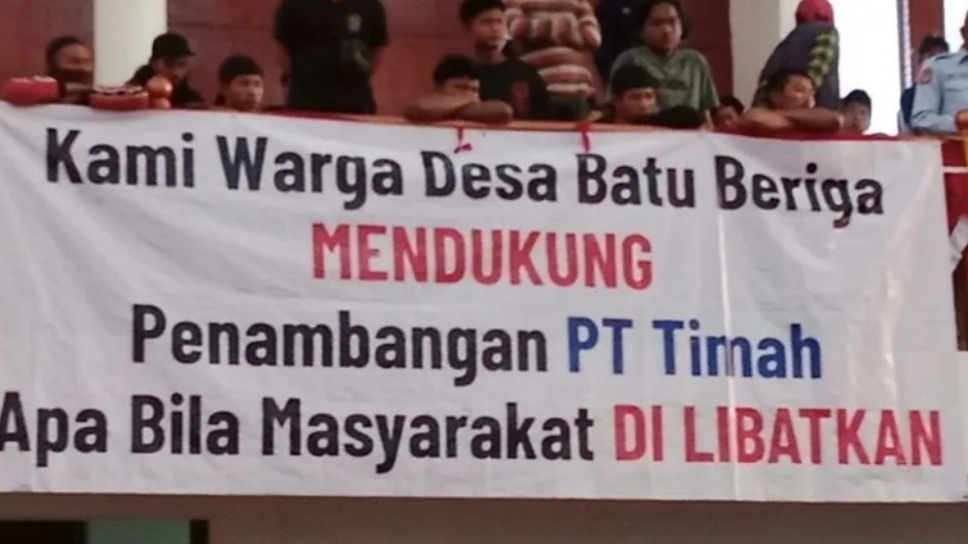 Kami Warga Desa Batu Beriga
MENDUKUNG
Penambangan PT Timah
Apa Bila Masyarakat DI LIBATKAN